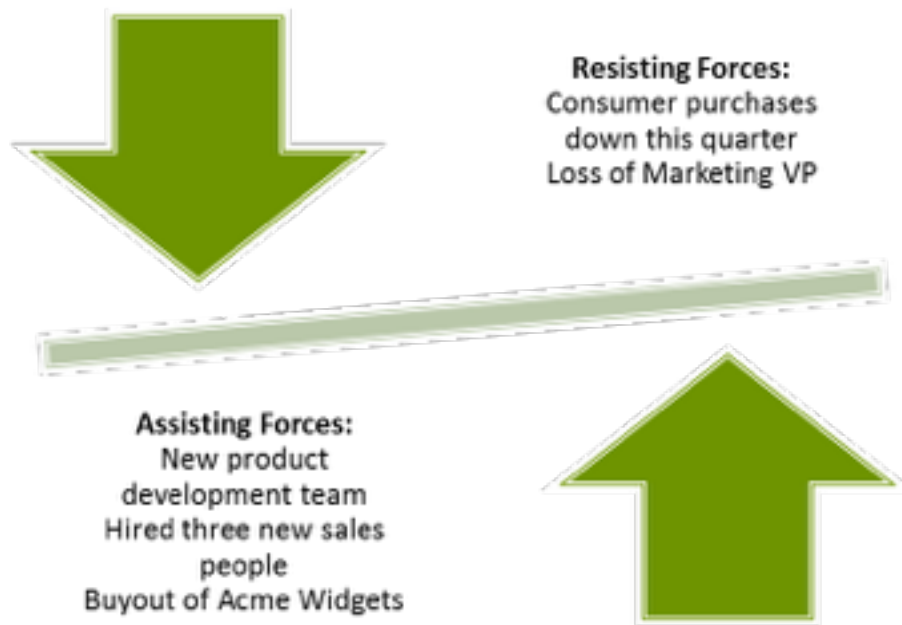 Resisting Forces:
Consumer purchases
down this quarter
Loss of Marketing VP
Assisting Forces:
New product
development team
Hired three new sales
people
Buyout of Acme Widgets